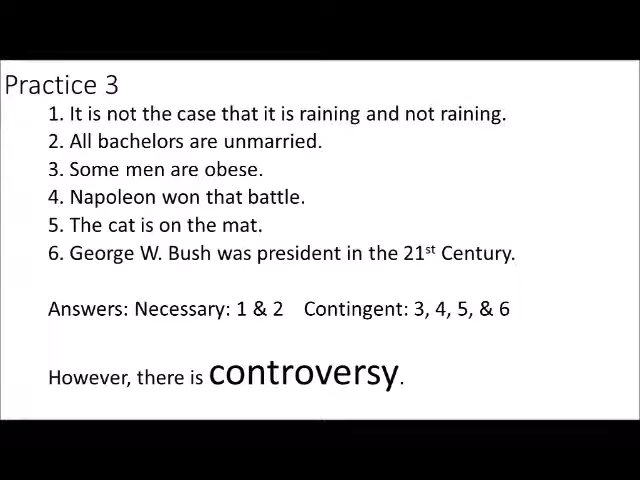 Practice 3
1. It is not the case that it is raining and not raining.
2. All bachelors are unmarried.
3. Some men are obese.
4. Napoleon won that battle.
5. The cat is on the mat.
6. George W. Bush was president in the 21st Century.
Answers: Necessary: 1 & 2 Contingent: 3, 4, 5, & 6
However, there is controversy.